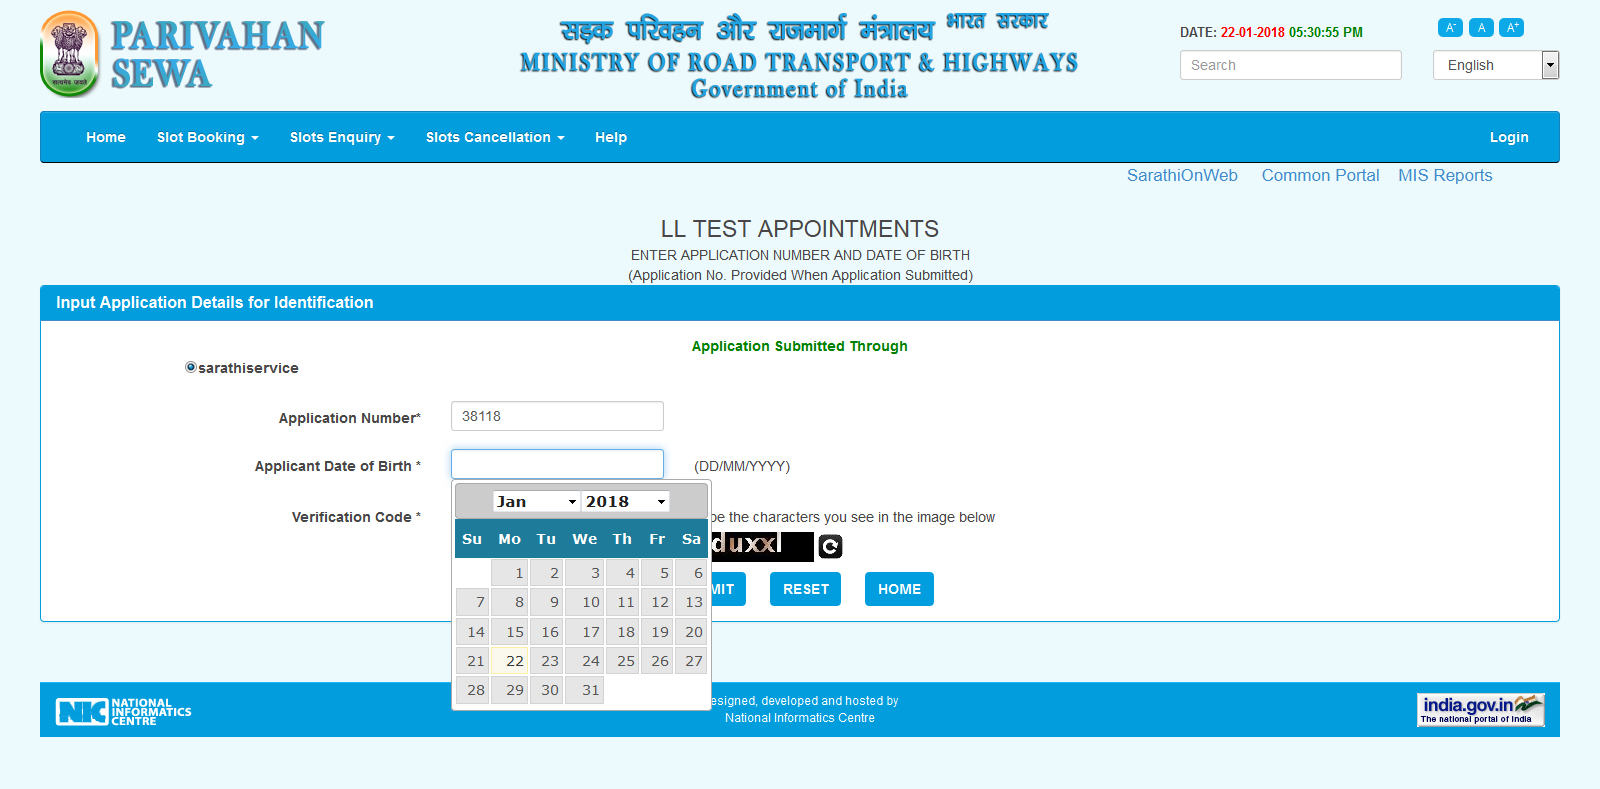 PARIVAHAN
SEWA
सड़क परिवहन और राजमार्ग मंत्रालय भारत सरकार
MINISTRY OF ROAD TRANSPORT & HIGHWAYS
Government of India
DATE: 22-01-2018 05:30:55 PM
A- A A+
Search
English
Home Slot Booking Slots Enquiry Slots Cancellation Help Login
SarathiOnWeb Common Portal MIS Reports
LL TEST APPOINTMENTS
ENTER APPLICATION NUMBER AND DATE OF BIRTH
(Application No. Provided When Application Submitted)
Input Application Details for Identification
Application Submitted Through
sarathiservice
Application Number* 38118
Applicant Date of Birth * (DD/MM/YYYY)
Jan 2018
Verification Code * be the characters you see in the image below
Su Mo Tu We Th Fr Sa
duxxl
1 2 3 4 5 6
MIT RESET HOME
7 8 9 10 11 12 13
14 15 16 17 18 19 20
21 22 23 24 25 26 27
28 29 30 31
NIC NATIONAL INFORMATICS CENTRE
esigned, developed and hosted by
National Informatics Centre
india.gov.in
The national portal of India